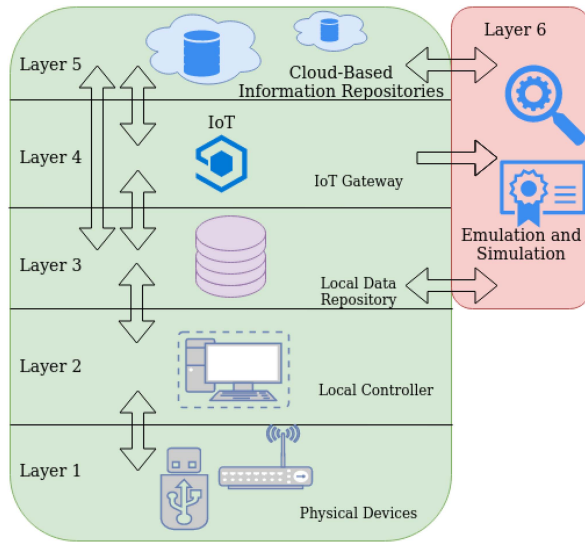 Layer 5
Cloud-Based
Information Repositories
Layer 6
IoT
Layer 4
IoT Gateway
Emulation and
Simulation
Layer 3
Local Data
Repository
Layer 2
Local Controller
Layer 1
Physical Devices